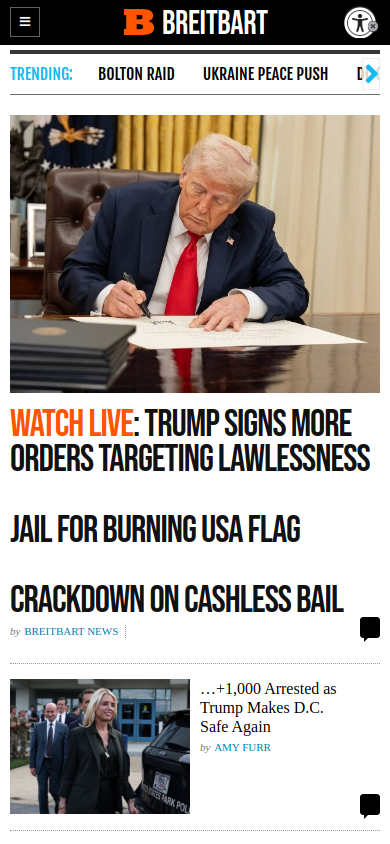 BREITBART
TRENDING:
BOLTON RAID
UKRAINE PEACE PUSH
WATCH LIVE: TRUMP SIGNS MORE
ORDERS TARGETING LAWLESSNESS
JAIL FOR BURNING USA FLAG
CRACKDOWN ON CASHLESS BAIL
by BREITBART NEWS
…+1,000 Arrested as
Trump Makes D.C.
Safe Again
by AMY FURR